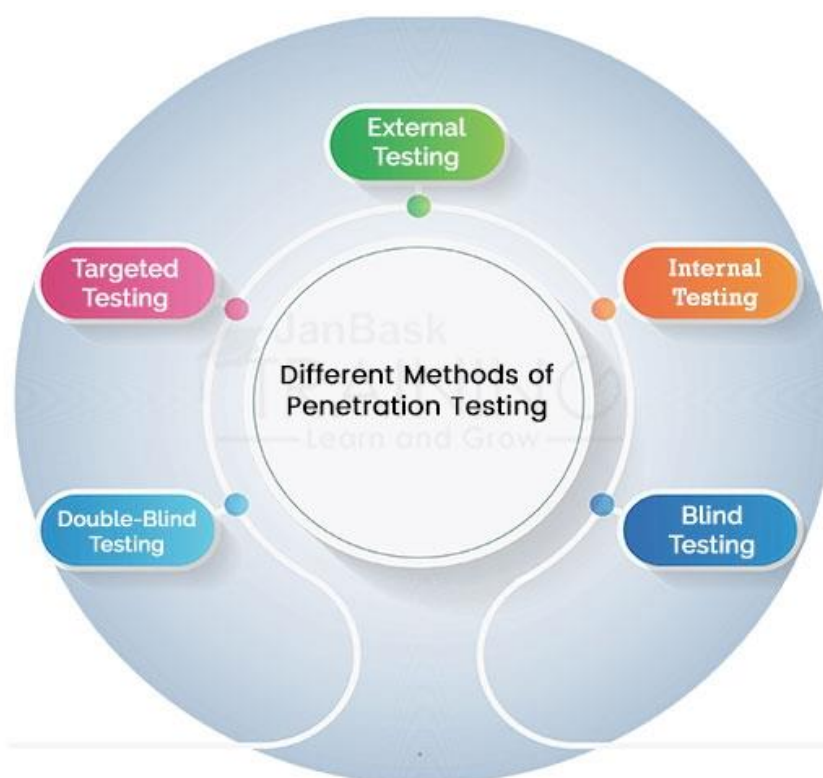 External
Testing
Targeted
Testing
Internal
Testing
JanBask
TRAINING
Different Methods of
Penetration Testing
Learn and Grow
Double-Blind
Testing
Blind
Testing